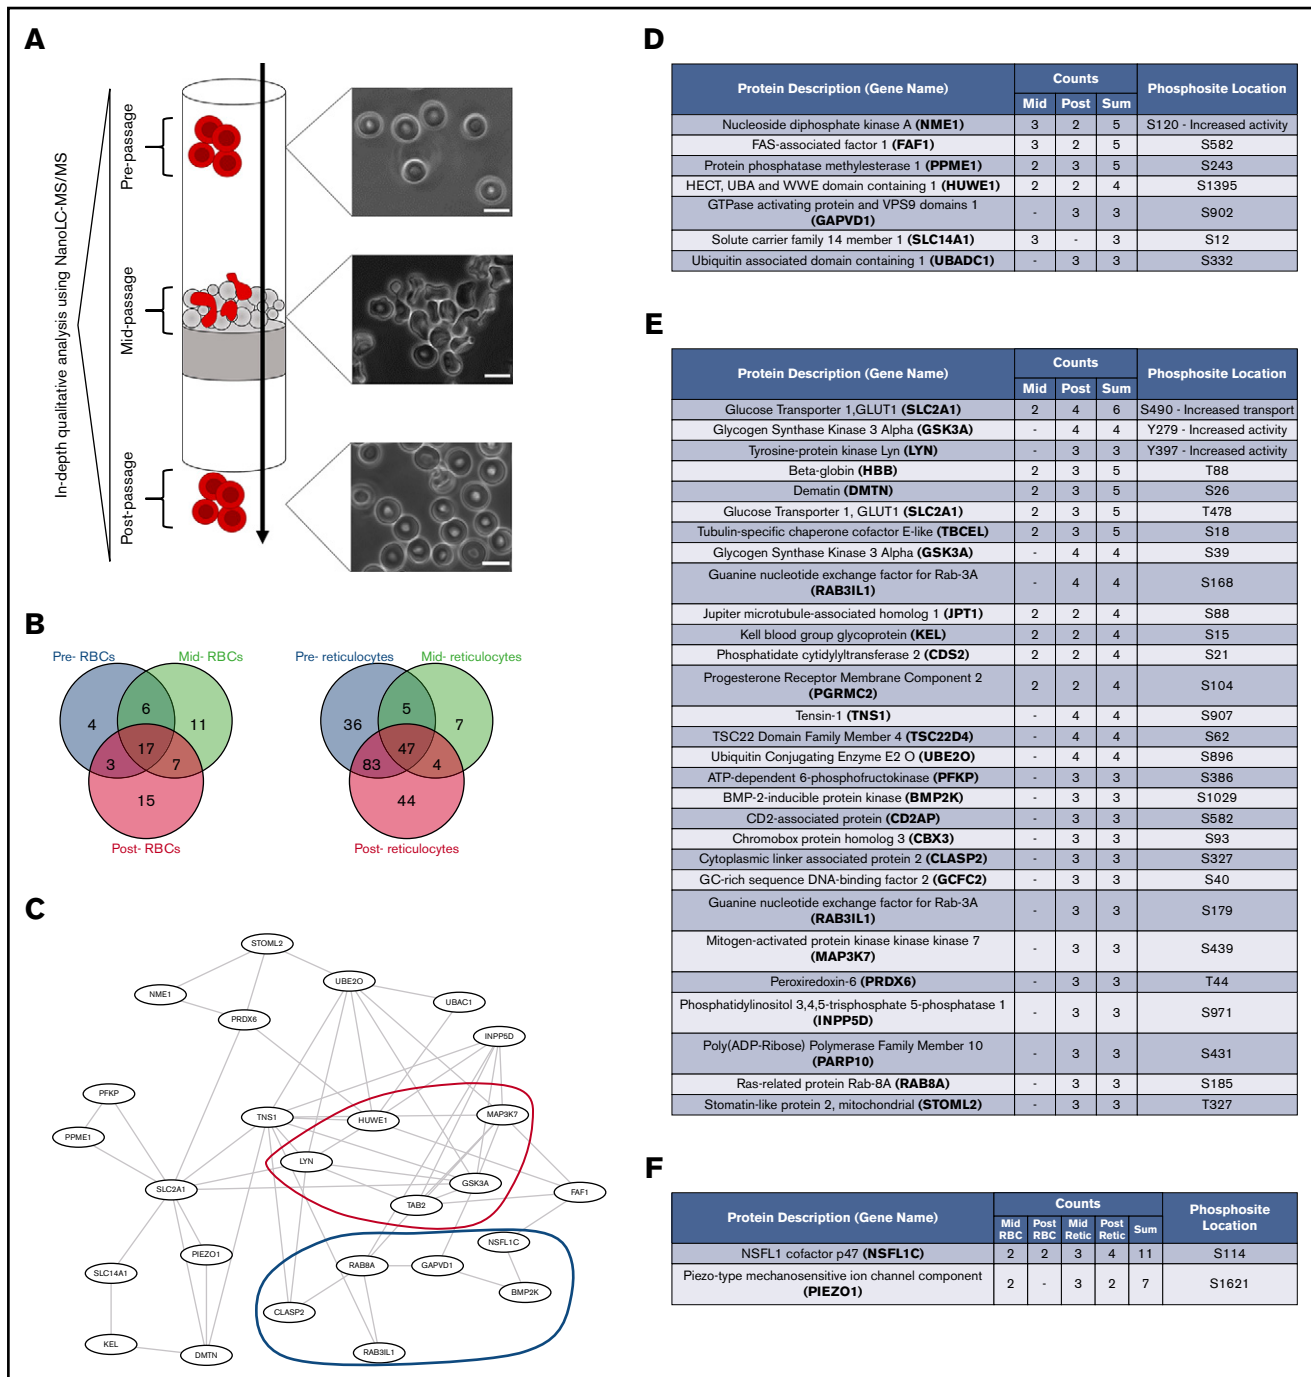 A
In-depth qualitative analysis using NanoLC-MS/MS
Pre-passage
Mid-passage
Post-passage
B
Pre- RBCs
Mid- RBCs
4
6
11
17
3
7
15
Post- RBCs
Pre- reticulocytes
Mid- reticulocytes
36
5
7
47
83
4
44
Post- reticulocytes
C
STOML2
NME1
UBE2O
UBAC1
PRDX6
INPP5D
PFKP
TNS1
HUWE1
MAP3K7
PPME1
LYN
SLC2A1
GSK3A
FAF1
TAB2
NSFL1C
PIEZO1
SLC14A1
RAB8A
GAPVD1
BMP2K
CLASP2
KEL
DMTN
RAB3IL1
D
Protein Description (Gene Name) Counts Phosphosite Location
Mid Post Sum
Nucleoside diphosphate kinase A (NME1) 3 2 5 S120 - Increased activity
FAS-associated factor 1 (FAF1) 3 2 5 S582
Protein phosphatase methylesterase 1 (PPME1) 2 3 5 S243
HECT, UBA and WWE domain containing 1 (HUWE1) 2 2 4 S1395
GTPase activating protein and VPS9 domains 1
(GAPVD1) - 3 3 S902
Solute carrier family 14 member 1 (SLC14A1) 3 - 3 S12
Ubiquitin associated domain containing 1 (UBADC1) - 3 3 S332
E
Protein Description (Gene Name) Counts Phosphosite Location
Mid Post Sum
Glucose Transporter 1,GLUT1 (SLC2A1) 2 4 6 S490 - Increased transport
Glycogen Synthase Kinase 3 Alpha (GSK3A) - 4 4 Y279 - Increased activity
Tyrosine-protein kinase Lyn (LYN) - 3 3 Y397 - Increased activity
Beta-globin (HBB) 2 3 5 T88
Dematin (DMTN) 2 3 5 S26
Glucose Transporter 1, GLUT1 (SLC2A1) 2 3 5 T478
Tubulin-specific chaperone cofactor E-like (TBCEL) 2 3 5 S18
Glycogen Synthase Kinase 3 Alpha (GSK3A) - 4 4 S39
Guanine nucleotide exchange factor for Rab-3A
(RAB3IL1) - 4 4 S168
Jupiter microtubule-associated homolog 1 (JPT1) 2 2 4 S88
Kell blood group glycoprotein (KEL) 2 2 4 S15
Phosphatidate cytidylyltransferase 2 (CDS2) 2 2 4 S21
Progesterone Receptor Membrane Component 2
(PGRMC2) 2 2 4 S104
Tensin-1 (TNS1) - 4 4 S907
TSC22 Domain Family Member 4 (TSC22D4) - 4 4 S62
Ubiquitin Conjugating Enzyme E2 O (UBE2O) - 4 4 S896
ATP-dependent 6-phosphofructokinase (PFKP) - 3 3 S386
BMP-2-inducible protein kinase (BMP2K) - 3 3 S1029
CD2-associated protein (CD2AP) - 3 3 S582
Chromobox protein homolog 3 (CBX3) - 3 3 S93
Cytoplasmic linker associated protein 2 (CLASP2) - 3 3 S327
GC-rich sequence DNA-binding factor 2 (GCFC2) - 3 3 S40
Guanine nucleotide exchange factor for Rab-3A
(RAB3IL1) - 3 3 S179
Mitogen-activated protein kinase kinase kinase 7
(MAP3K7) - 3 3 S439
Peroxiredoxin-6 (PRDX6) - 3 3 T44
Phosphatidylinositol 3,4,5-trisphosphate 5-phosphatase 1
(INPP5D) - 3 3 S971
Poly(ADP-Ribose) Polymerase Family Member 10
(PARP10) - 3 3 S431
Ras-related protein Rab-8A (RAB8A) - 3 3 S185
Stomatin-like protein 2, mitochondrial (STOML2) - 3 3 T327
F
Protein Description (Gene Name) Counts Phosphosite
Location
Mid RBC Post RBC Mid Retic Post Retic Sum
NSFL1 cofactor p47 (NSFL1C) 2 2 3 4 11 S114
Piezo-type mechanosensitive ion channel component
(PIEZO1) 2 - 3 2 7 S1621